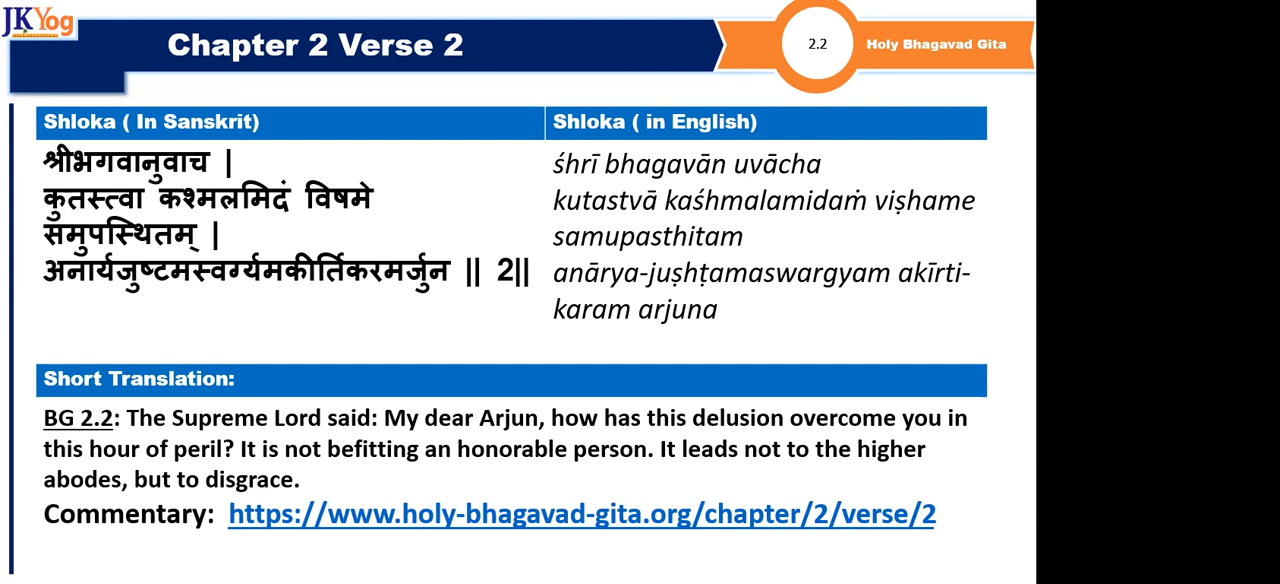 JKYog
Chapter 2 Verse 2
2.2
Holy Bhagavad Gita
Shloka ( In Sanskrit)
Shloka ( in English)
श्रीभगवानुवाच |
कुतस्त्वा कश्मलमिदं विषमे
समुपस्थितम् |
अनार्यजुष्टमस्वर्ग्यमकीर्तिकरमर्जुन || 2||
śhrī bhagavān uvācha
kutastvā kaśhmalamidaṁ viṣhame
samupasthitam
anārya-juṣhṭamaswargyam akīrti-
karam arjuna
Short Translation:
BG 2.2: The Supreme Lord said: My dear Arjun, how has this delusion overcome you in
this hour of peril? It is not befitting an honorable person. It leads not to the higher
abodes, but to disgrace.
Commentary: https://www.holy-bhagavad-gita.org/chapter/2/verse/2